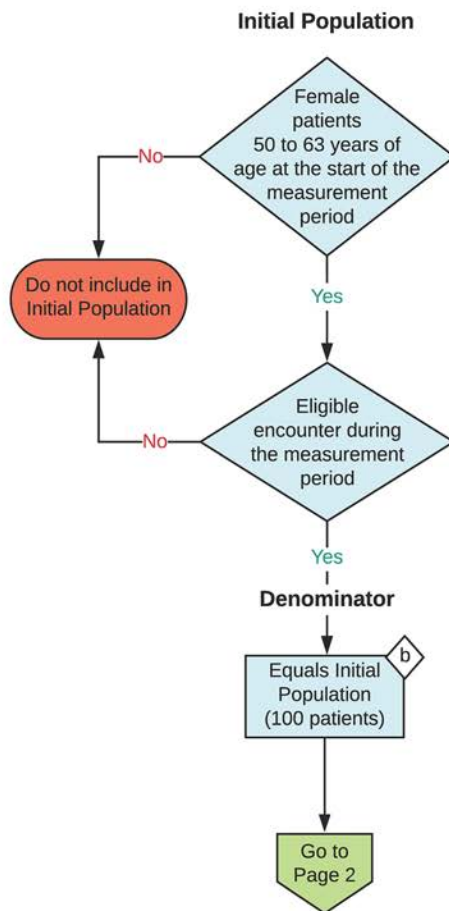 Initial Population
Female
patients
50 to 63 years of
age at the start of the
measurement
period
No
Do not include in
Initial Population
Yes
Eligible
encounter during
the measurement
period
No
Yes
Denominator
b
Equals Initial
Population
(100 patients)
Go to
Page 2